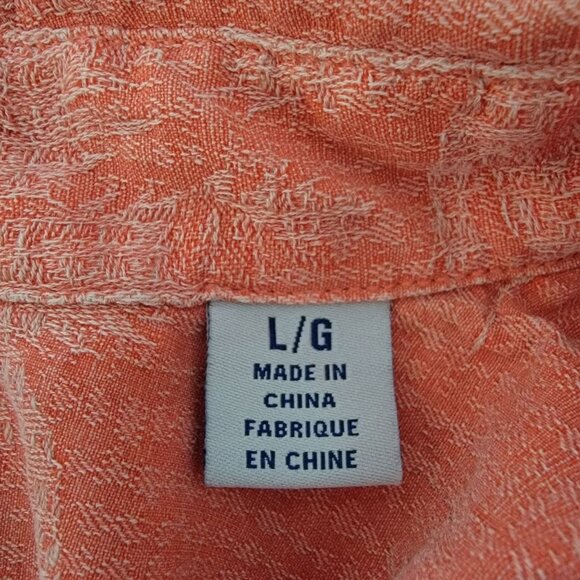 L/G
MADE IN
CHINA
FABRIQUE
EN CHINE